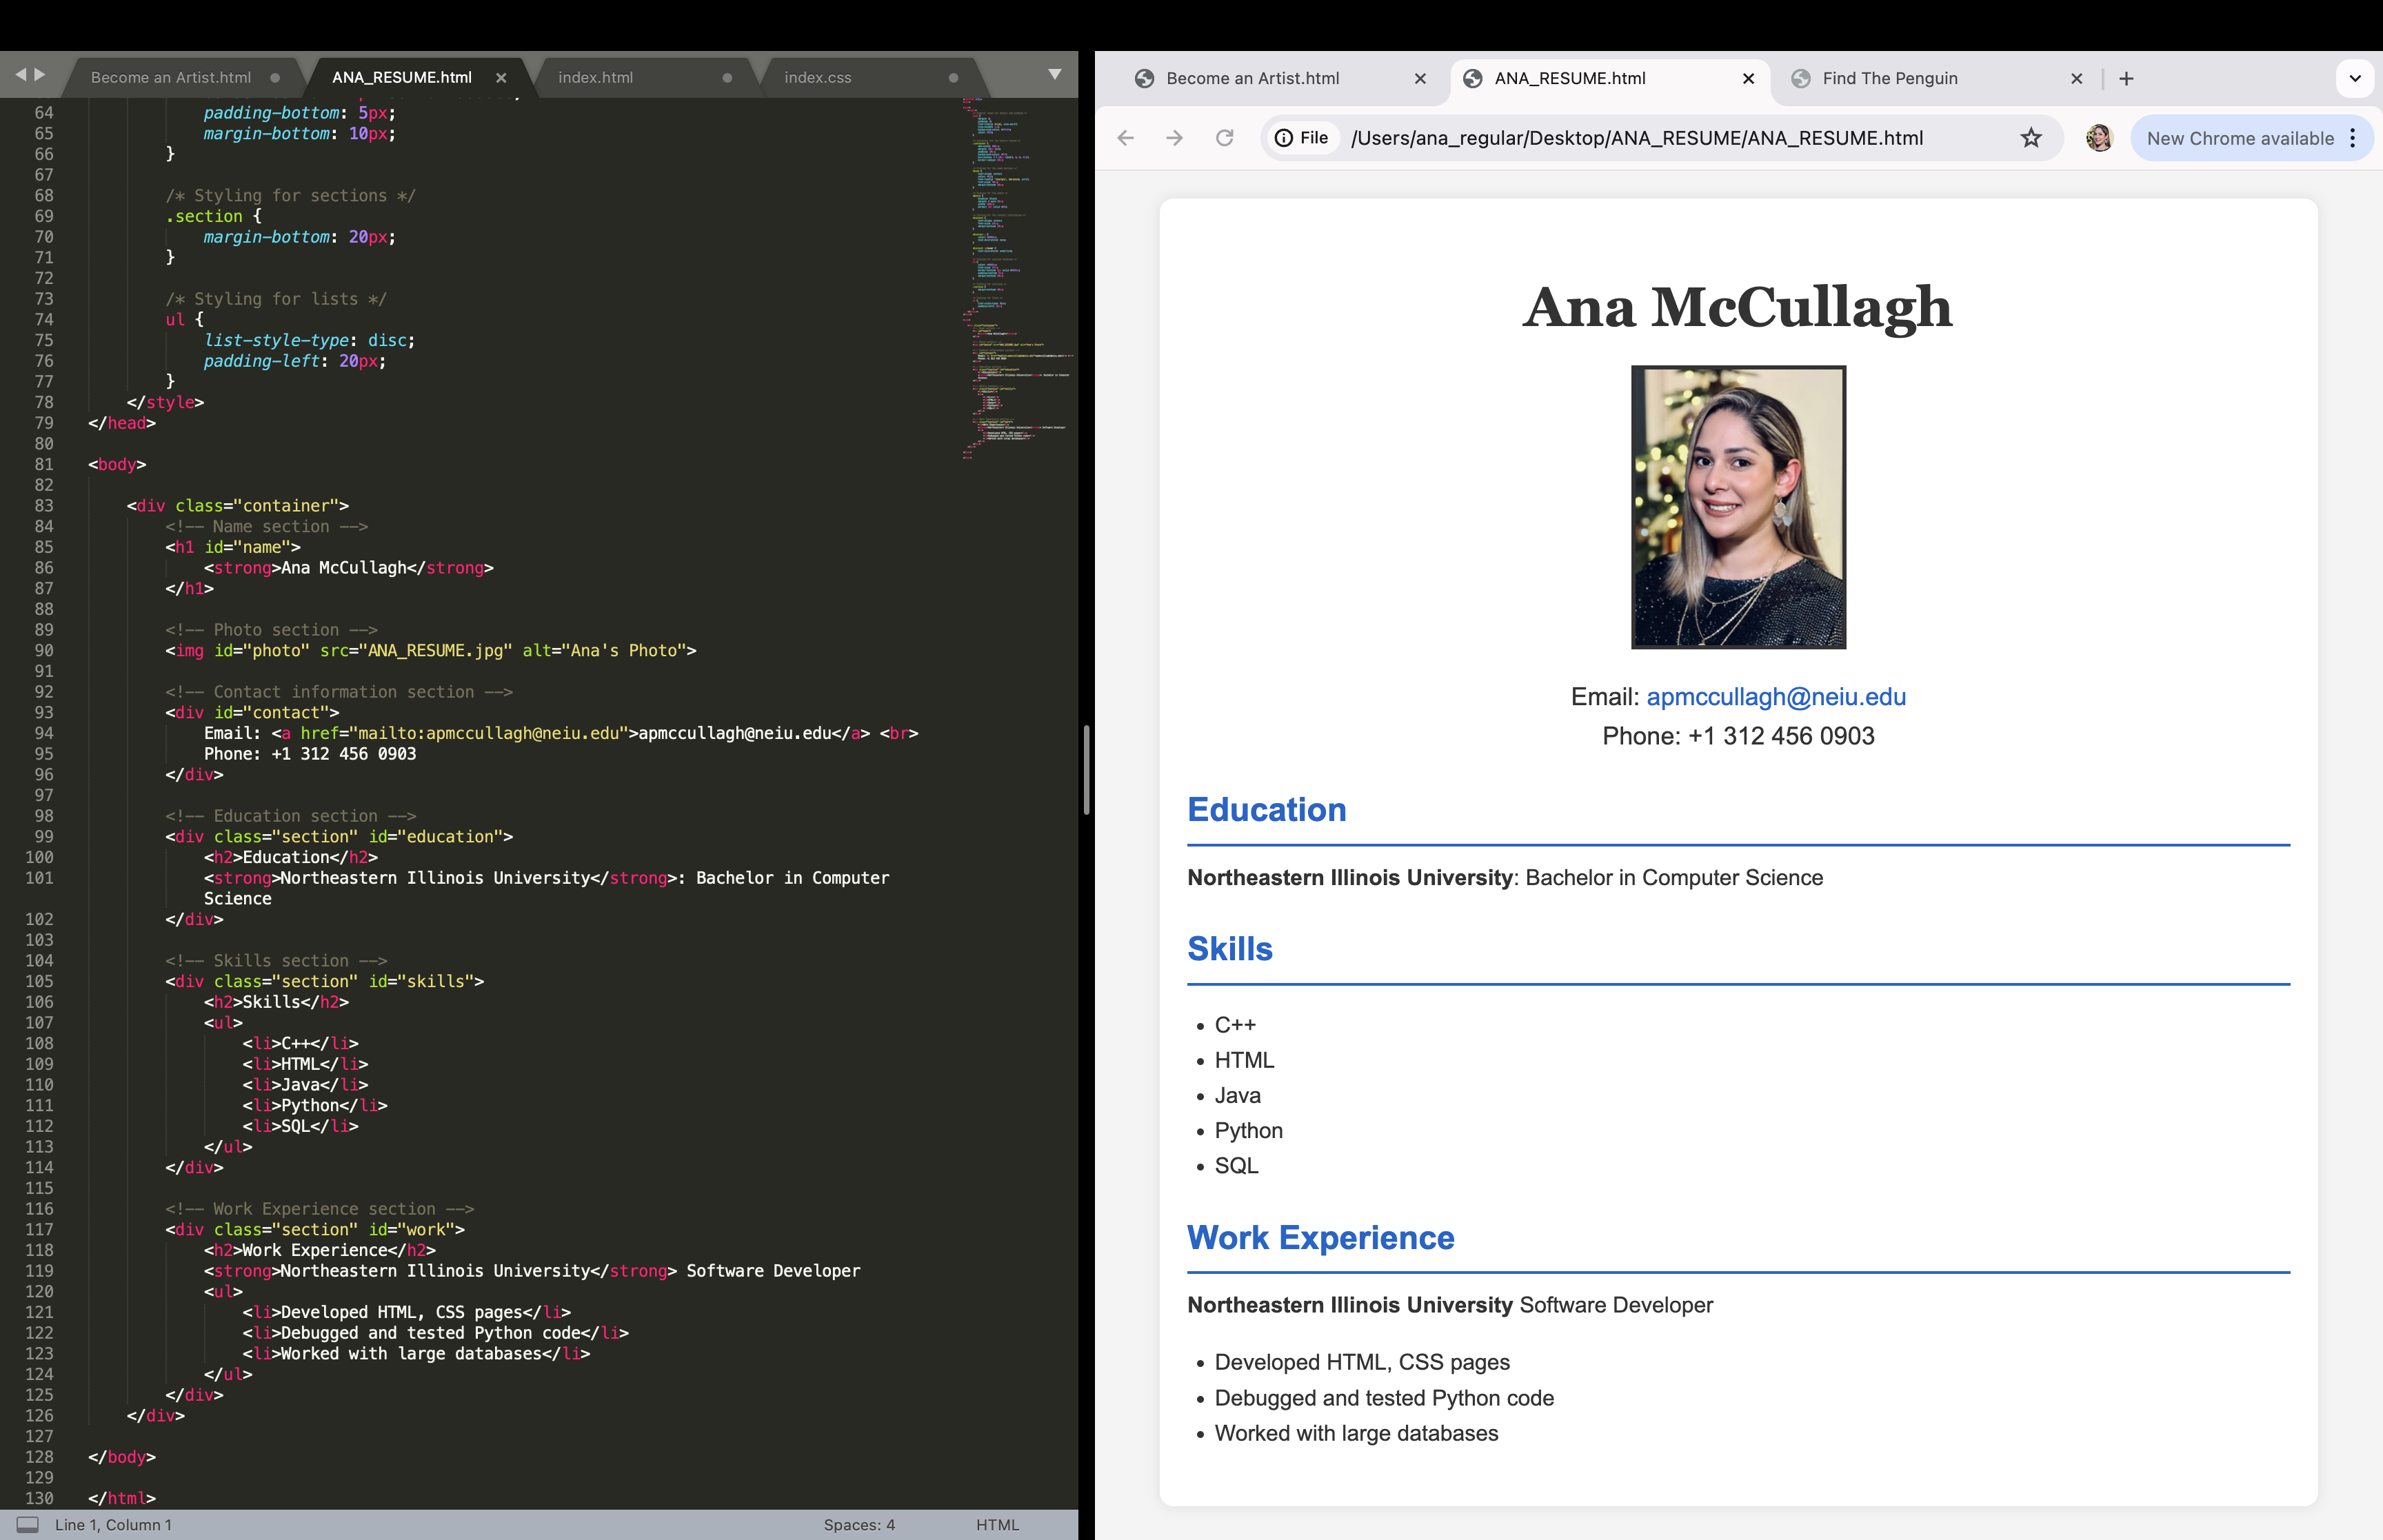 Become an Artist.html
ANA_RESUME.html
index.html
index.css
64 padding-bottom: 5px;
65 margin-bottom: 10px;
66 }
67
68 /* Styling for sections */
69 .section {
70 margin-bottom: 20px;
71 }
72
73 /* Styling for lists */
74 ul {
75 list-style-type: disc;
76 padding-left: 20px;
77 }
78 </style>
79 </head>
80
81 <body>
82
83 <div class="container">
84 <!-- Name section -->
85 <h1 id="name">
86 <strong>Ana McCullagh</strong>
87 </h1>
88
89 <!-- Photo section -->
90 <img id="photo" src="ANA_RESUME.jpg" alt="Ana's Photo">
91
92 <!-- Contact information section -->
93 <div id="contact">
94 Email: <a href="mailto:apmccullagh@neiu.edu">apmccullagh@neiu.edu</a> <br>
95 Phone: +1 312 456 0903
96 </div>
97
98 <!-- Education section -->
99 <div class="section" id="education">
100 <h2>Education</h2>
101 <strong>Northeastern Illinois University</strong>: Bachelor in Computer
Science
102 </div>
103
104 <!-- Skills section -->
105 <div class="section" id="skills">
106 <h2>Skills</h2>
107 <ul>
108 <li>C++</li>
109 <li>HTML</li>
110 <li>Java</li>
111 <li>Python</li>
112 <li>SQL</li>
113 </ul>
114 </div>
115
116 <!-- Work Experience section -->
117 <div class="section" id="work">
118 <h2>Work Experience</h2>
119 <strong>Northeastern Illinois University</strong> Software Developer
120 <ul>
121 <li>Developed HTML, CSS pages</li>
122 <li>Debugged and tested Python code</li>
123 <li>Worked with large databases</li>
124 </ul>
125 </div>
126 </div>
127
128 </body>
129
130 </html>
Line 1, Column 1
Spaces: 4
HTML
Become an Artist.html
ANA_RESUME.html
Find The Penguin
File /Users/ana_regular/Desktop/ANA_RESUME/ANA_RESUME.html
New Chrome available
Ana McCullagh
Email: apmccullagh@neiu.edu
Phone: +1 312 456 0903
Education
Northeastern Illinois University: Bachelor in Computer Science
Skills
• C++
• HTML
• Java
• Python
• SQL
Work Experience
Northeastern Illinois University Software Developer
• Developed HTML, CSS pages
• Debugged and tested Python code
• Worked with large databases